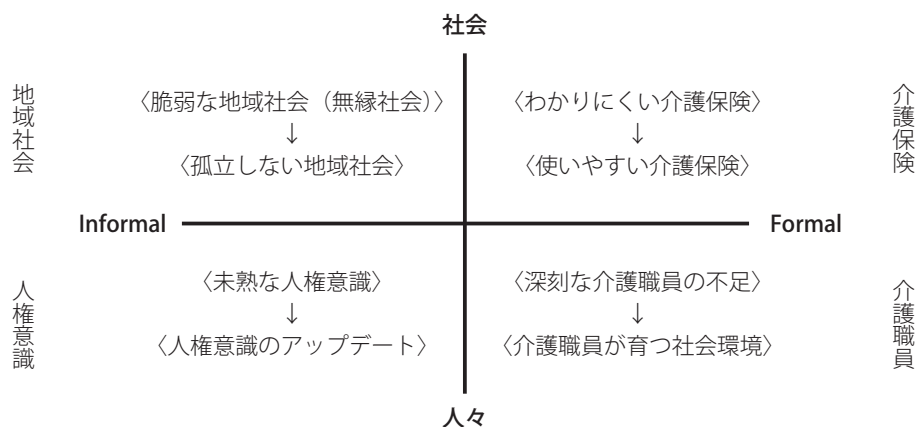 社会
地域社会
〈脆弱な地域社会（無縁社会）〉
↓
〈孤立しない地域社会〉
〈わかりにくい介護保険〉
↓
〈使いやすい介護保険〉
介護保険
Informal
Formal
人権意識
〈未熟な人権意識〉
↓
〈人権意識のアップデート〉
〈深刻な介護職員の不足〉
↓
〈介護職員が育つ社会環境〉
介護職員
人々